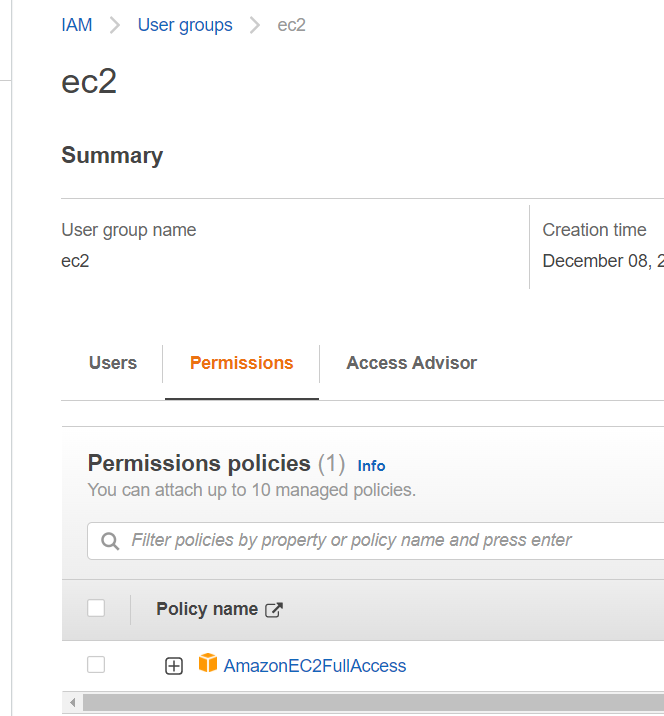 IAM > User groups > ec2
ec2
Summary
User group name
ec2
Creation time
December 08, 2
Users
Permissions
Access Advisor
Permissions policies (1) Info
You can attach up to 10 managed policies.
Filter policies by property or policy name and press enter
Policy name
AmazonEC2FullAccess